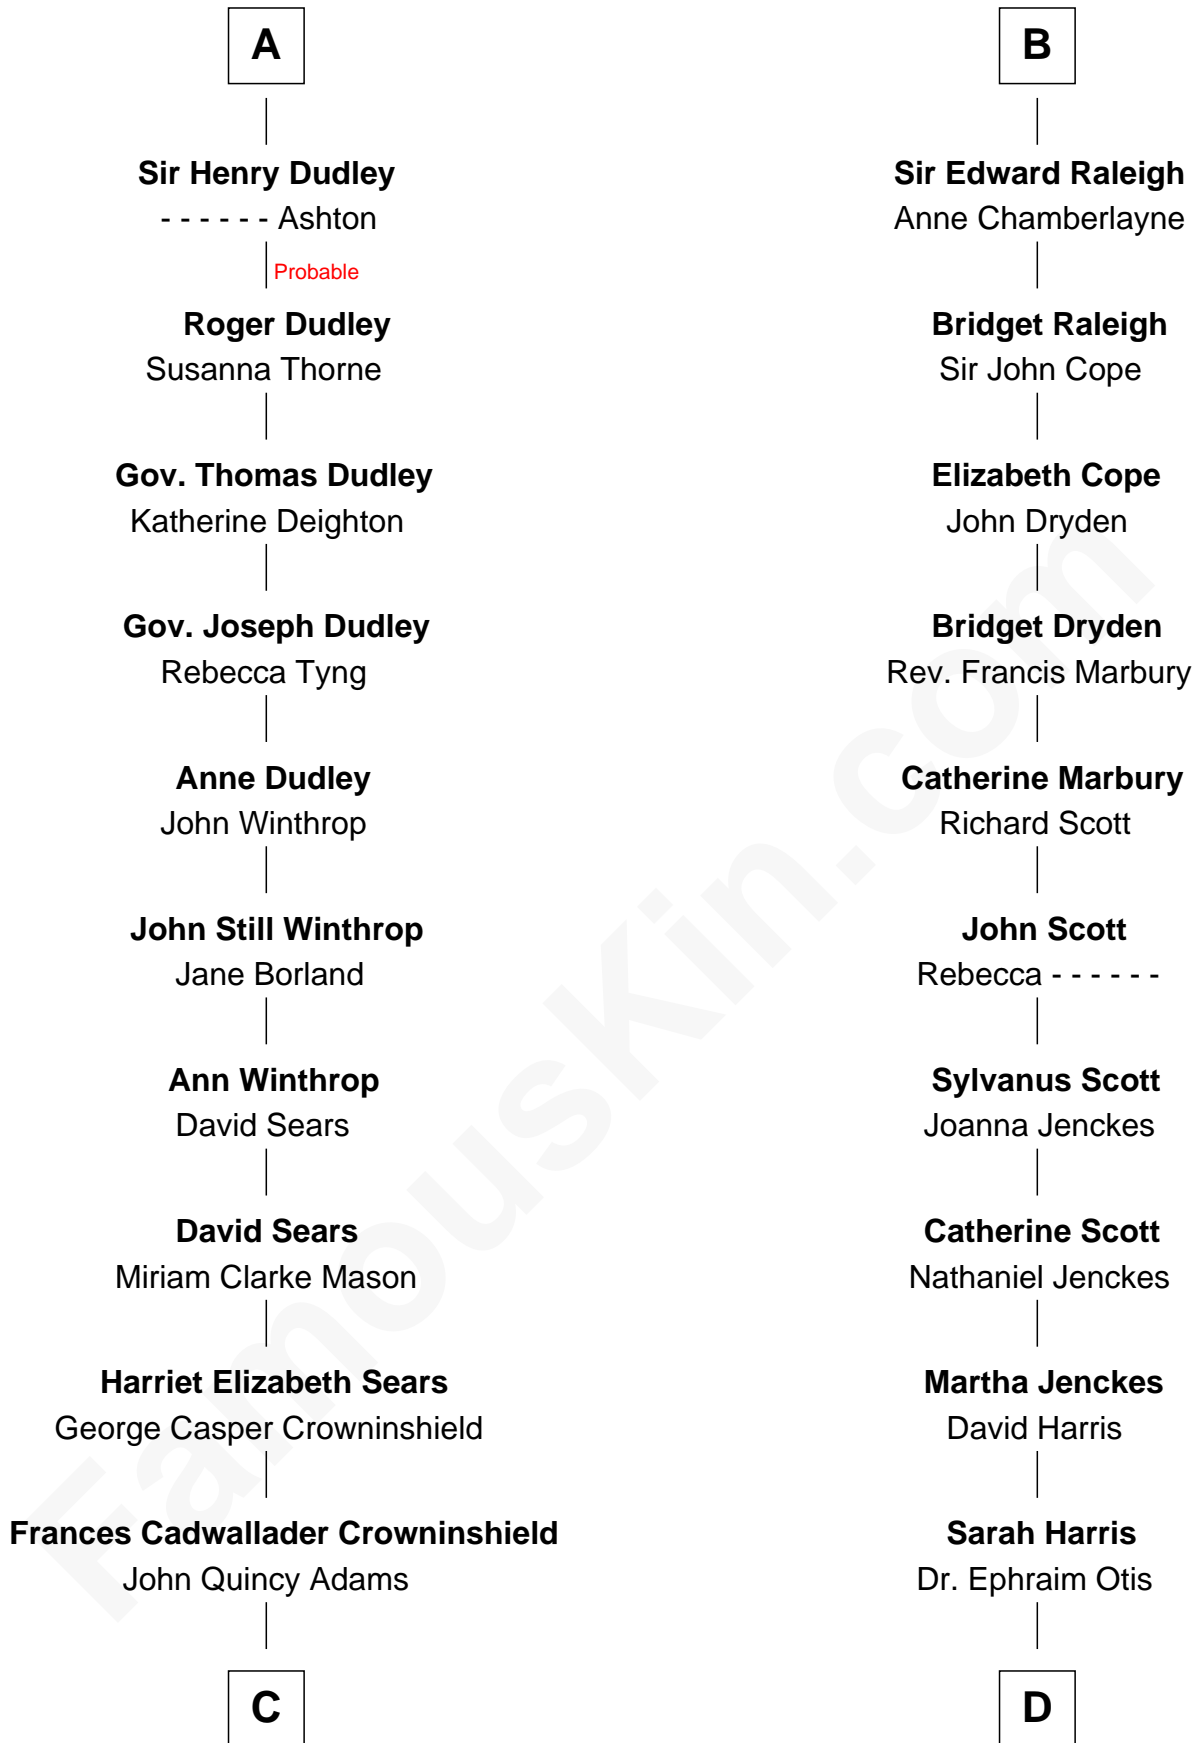 A
Sir Henry Dudley
- - - - - - Ashton
Probable
Roger Dudley
Susanna Thorne
Gov. Thomas Dudley
Katherine Deighton
Gov. Joseph Dudley
Rebecca Tyng
Anne Dudley
John Winthrop
John Still Winthrop
Jane Borland
Ann Winthrop
David Sears
David Sears
Miriam Clarke Mason
Harriet Elizabeth Sears
George Casper Crowninshield
Frances Cadwallader Crowninshield
John Quincy Adams
C
B
Sir Edward Raleigh
Anne Chamberlayne
Bridget Raleigh
Sir John Cope
Elizabeth Cope
John Dryden
Bridget Dryden
Rev. Francis Marbury
Catherine Marbury
Richard Scott
John Scott
Rebecca - - - - - -
Sylvanus Scott
Joanna Jenckes
Catherine Scott
Nathaniel Jenckes
Martha Jenckes
David Harris
Sarah Harris
Dr. Ephraim Otis
D
FamousKin.com